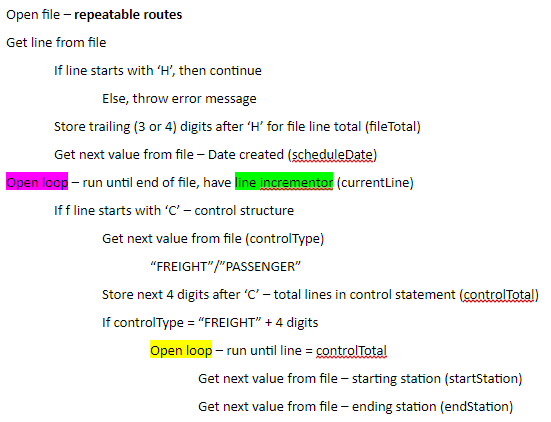 Open file – repeatable routes
Get line from file
If line starts with ‘H’, then continue
Else, throw error message
Store trailing (3 or 4) digits after ‘H’ for file line total (fileTotal)
Get next value from file – Date created (scheduleDate)
Open loop – run until end of file, have line incrementor (currentLine)
If f line starts with ‘C’ – control structure
Get next value from file (controlType)
“FREIGHT”/”PASSENGER”
Store next 4 digits after ‘C’ – total lines in control statement (controlTotal)
If controlType = “FREIGHT” + 4 digits
Open loop – run until line = controlTotal
Get next value from file – starting station (startStation)
Get next value from file – ending station (endStation)